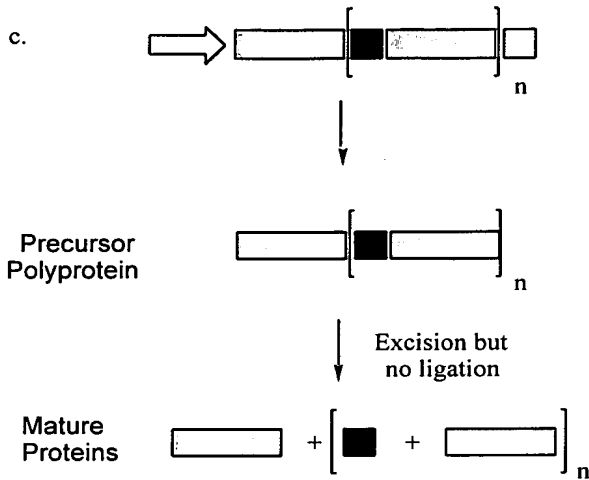 c.
n
Precursor
Polyprotein
n
Excision but
no ligation
Mature
Proteins
+
+
n